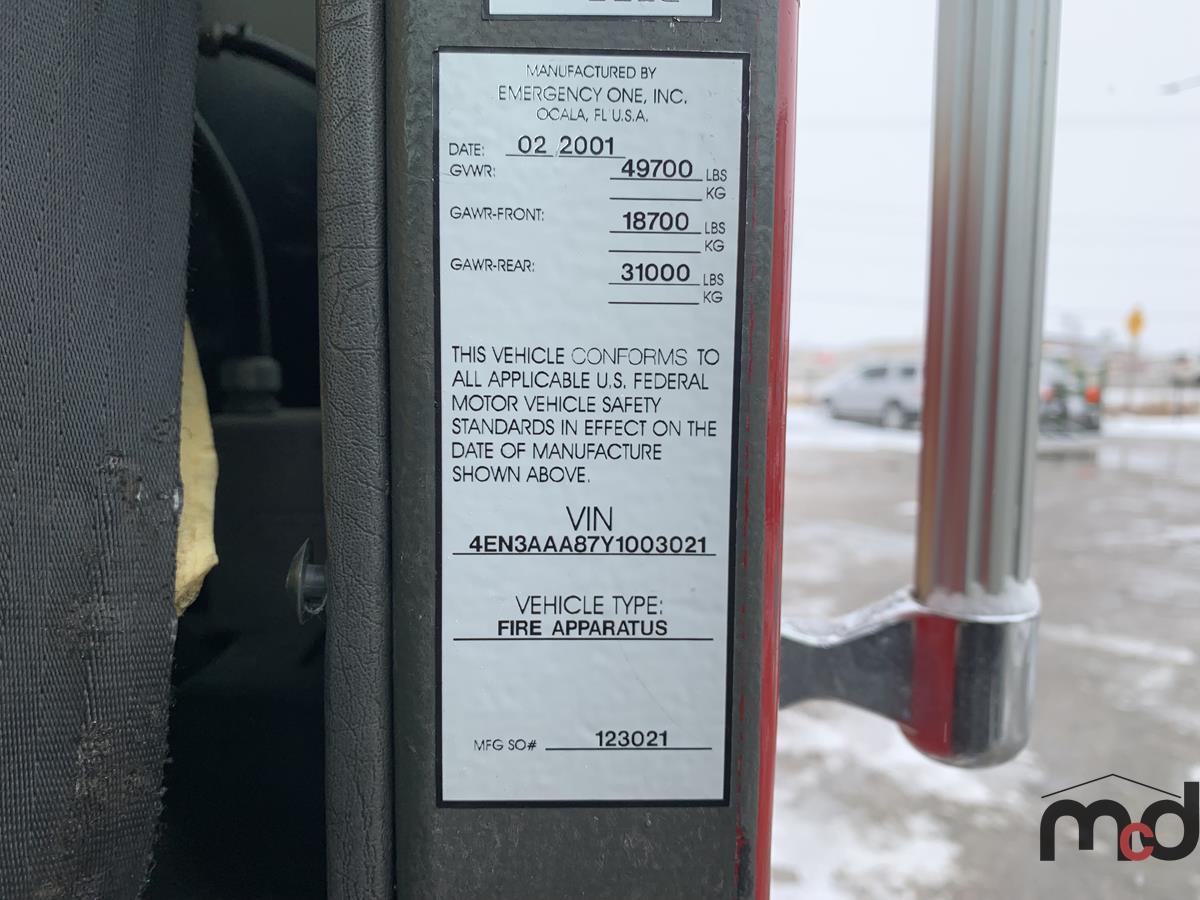 MANUFACTURED BY
EMERGENCY ONE, INC.
OCALA, FL U.S.A.
DATE: 02 2001
GVWR: 49700 LBS
KG
GAWR-FRONT: 18700 LBS
KG
GAWR-REAR: 31000 LBS
KG
THIS VEHICLE CONFORMS TO
ALL APPLICABLE U.S. FEDERAL
MOTOR VEHICLE SAFETY
STANDARDS IN EFFECT ON THE
DATE OF MANUFACTURE
SHOWN ABOVE.
VIN
4EN3AAA87Y1003021
VEHICLE TYPE:
FIRE APPARATUS
MFG SO# 123021
mcd